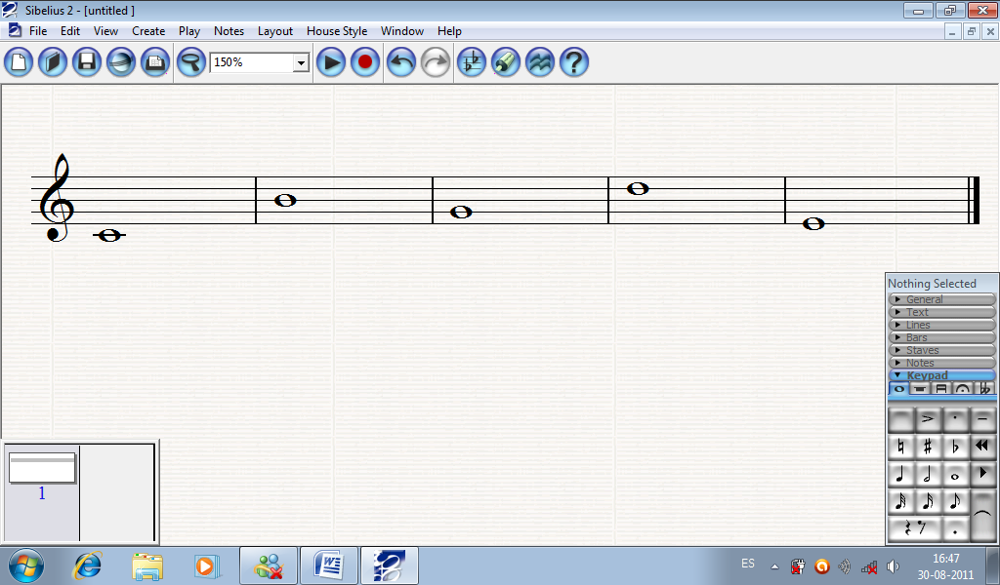 Sibelius 2 - [untitled ]
File Edit View Create Play Notes Layout House Style Window Help
150%
Nothing Selected
General
Text
Lines
Bars
Staves
Notes
Keypad
1
ES
16:47
30-08-2011